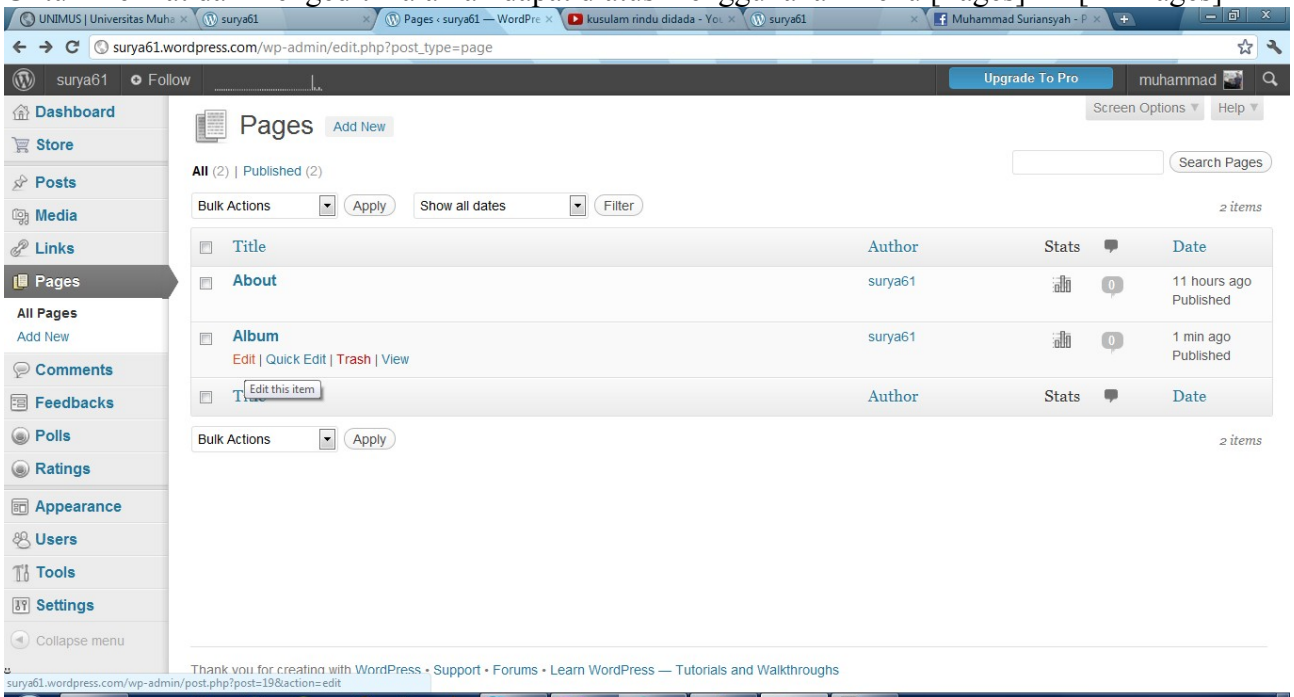 UNIMUS | Universitas Muha
surya61
Pages ‹ surya61 — WordPre
kusulam rindu didada - You
surya61
Muhammad Suriansyah - P
surya61.wordpress.com/wp-admin/edit.php?post_type=page
surya61 Follow Upgrade To Pro muhammad
Dashboard
Store
Posts
Media
Links
Pages
All Pages
Add New
Comments
Feedbacks
Polls
Ratings
Appearance
Users
Tools
Settings
Collapse menu
Screen Options Help
Pages Add New
All (2) | Published (2)
Search Pages
Bulk Actions Apply Show all dates Filter 2 items
Title Author Stats Date
About surya61 0 11 hours ago
Published
Album surya61 0 1 min ago
Edit | Quick Edit | Trash | View Published
Edit this item
Author Stats Date
Bulk Actions Apply 2 items
Thank you for creating with WordPress • Support • Forums • Learn WordPress — Tutorials and Walkthroughs
surya61.wordpress.com/wp-admin/post.php?post=19&action=edit